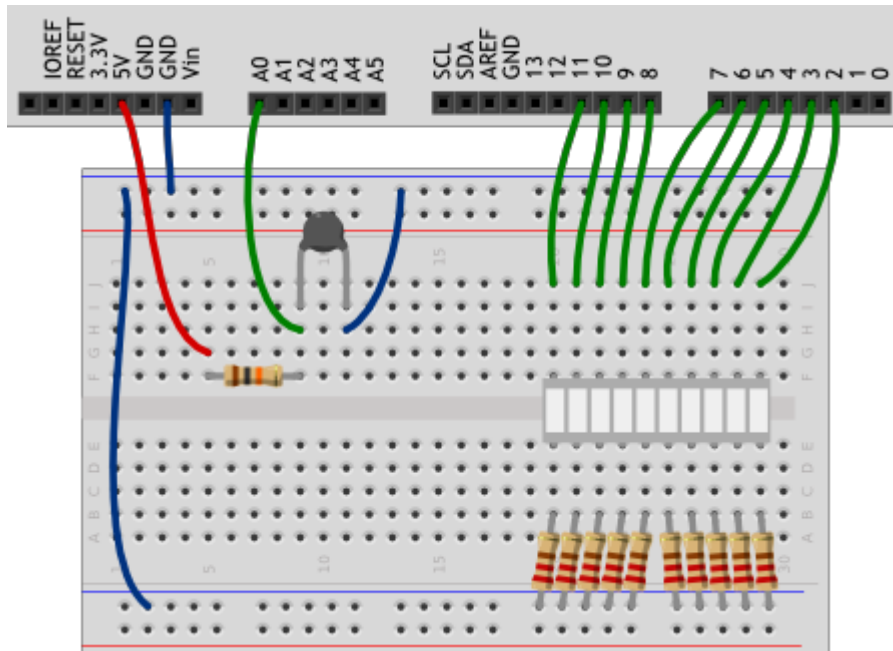 IOREF
RESET
3.3V
5V
GND
GND
Vin
A0
A1
A2
A3
A4
A5
SCL
SDA
AREF
GND
13
12
11
10
9
8
7
6
5
4
3
2
1
0
1
5
10
15
J
I
H
G
F
J
I
H
G
F
E
D
C
B
A
E
D
C
B
A
5
10
15
30